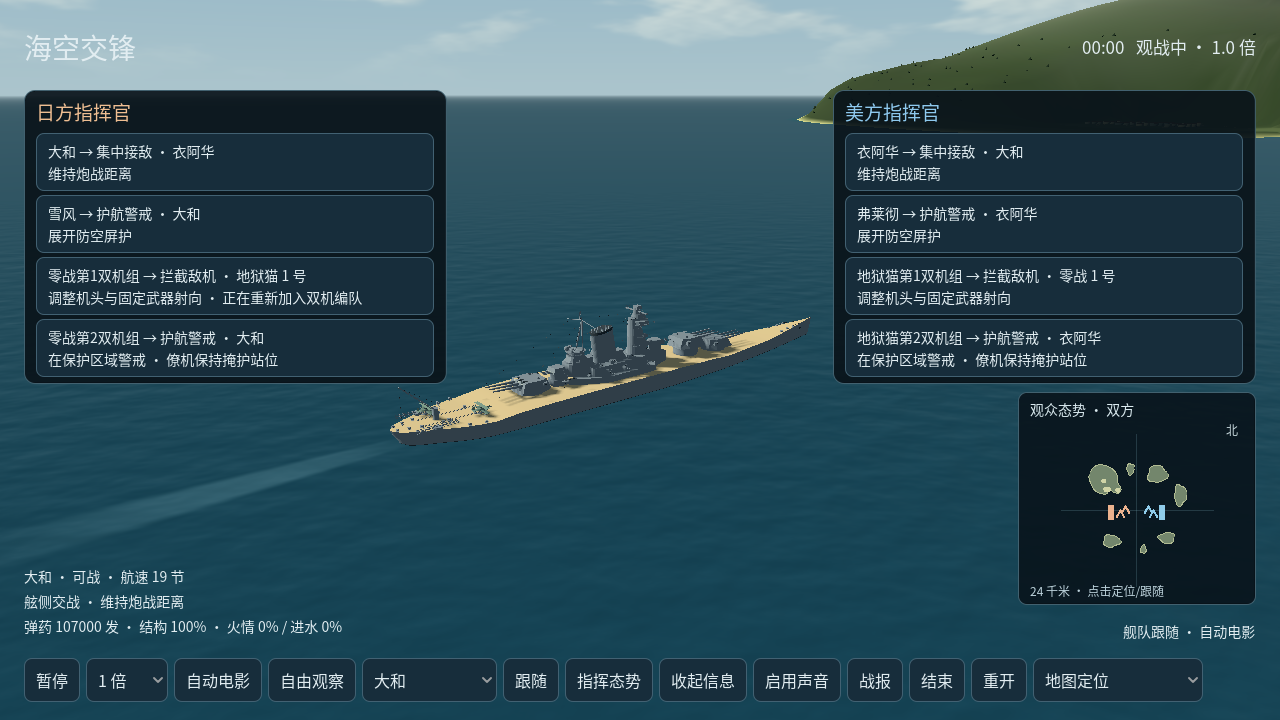 海空交锋
00:00 观战中 · 1.0 倍
日方指挥官
大和 → 集中接敌 · 衣阿华
维持炮战距离
雪风 → 护航警戒 · 大和
展开防空屏护
零战第1双机组 → 拦截敌机 · 地狱猫 1 号
调整机头与固定武器射向 · 正在重新加入双机编队
零战第2双机组 → 护航警戒 · 大和
在保护区域警戒 · 僚机保持掩护站位
美方指挥官
衣阿华 → 集中接敌 · 大和
维持炮战距离
弗莱彻 → 护航警戒 · 衣阿华
展开防空屏护
地狱猫第1双机组 → 拦截敌机 · 零战 1 号
调整机头与固定武器射向
地狱猫第2双机组 → 护航警戒 · 衣阿华
在保护区域警戒 · 僚机保持掩护站位
观众态势 · 双方
北
24 千米 · 点击定位/跟随
大和 · 可战 · 航速 19 节
舷侧交战 · 维持炮战距离
弹药 107000 发 · 结构 100% · 火情 0% / 进水 0%
舰队跟随 · 自动电影
暂停
1 倍
自动电影
自由观察
大和
跟随
指挥态势
收起信息
启用声音
战报
结束
重开
地图定位